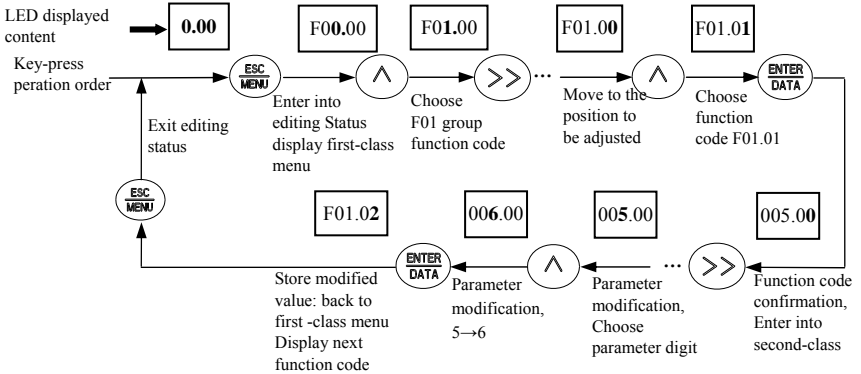 LED displayed
content
0.00
F00.00
F01.00
F01.00
F01.01
Key-press
peration order
ESC
MENU
∧
>>
...
∧
ENTER
DATA
Enter into
editing Status
display first-class
menu
Choose
F01 group
function code
Move to the
position to
be adjusted
Choose
function
code F01.01
Exit editing
status
ESC
MENU
F01.02
006.00
005.00
005.00
ENTER
DATA
∧
...
>>
Store modified
value: back to
first -class menu
Display next
function code
Parameter
modification,
5→6
Parameter
modification,
Choose
parameter digit
Function code
confirmation,
Enter into
second-class